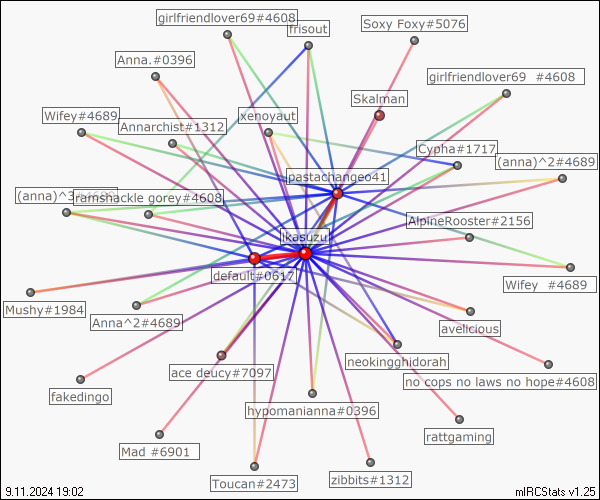 girlfriendlover69#4608
frisout
Soxy Foxy#5076
Anna.#0396
girlfriendlover69 #4608
Skalman
Wifey#4689
xenoyaut
Annarchist#1312
Cypha#1717
(anna)^2#4689
pastachangeo41
(anna)^3
ramshackle gorey#4608
AlpineRooster#2156
ikasuzu
default#0617
Wifey #4689
Mushy#1984
Anna^2#4689
avelicious
neokingghidorah
ace deucy#7097
no cops no laws no hope#4608
fakedingo
hypomanianna#0396
rattgaming
Mad #6901
Toucan#2473
zibbits#1312
9.11.2024 19:02
mIRCStats v1.25